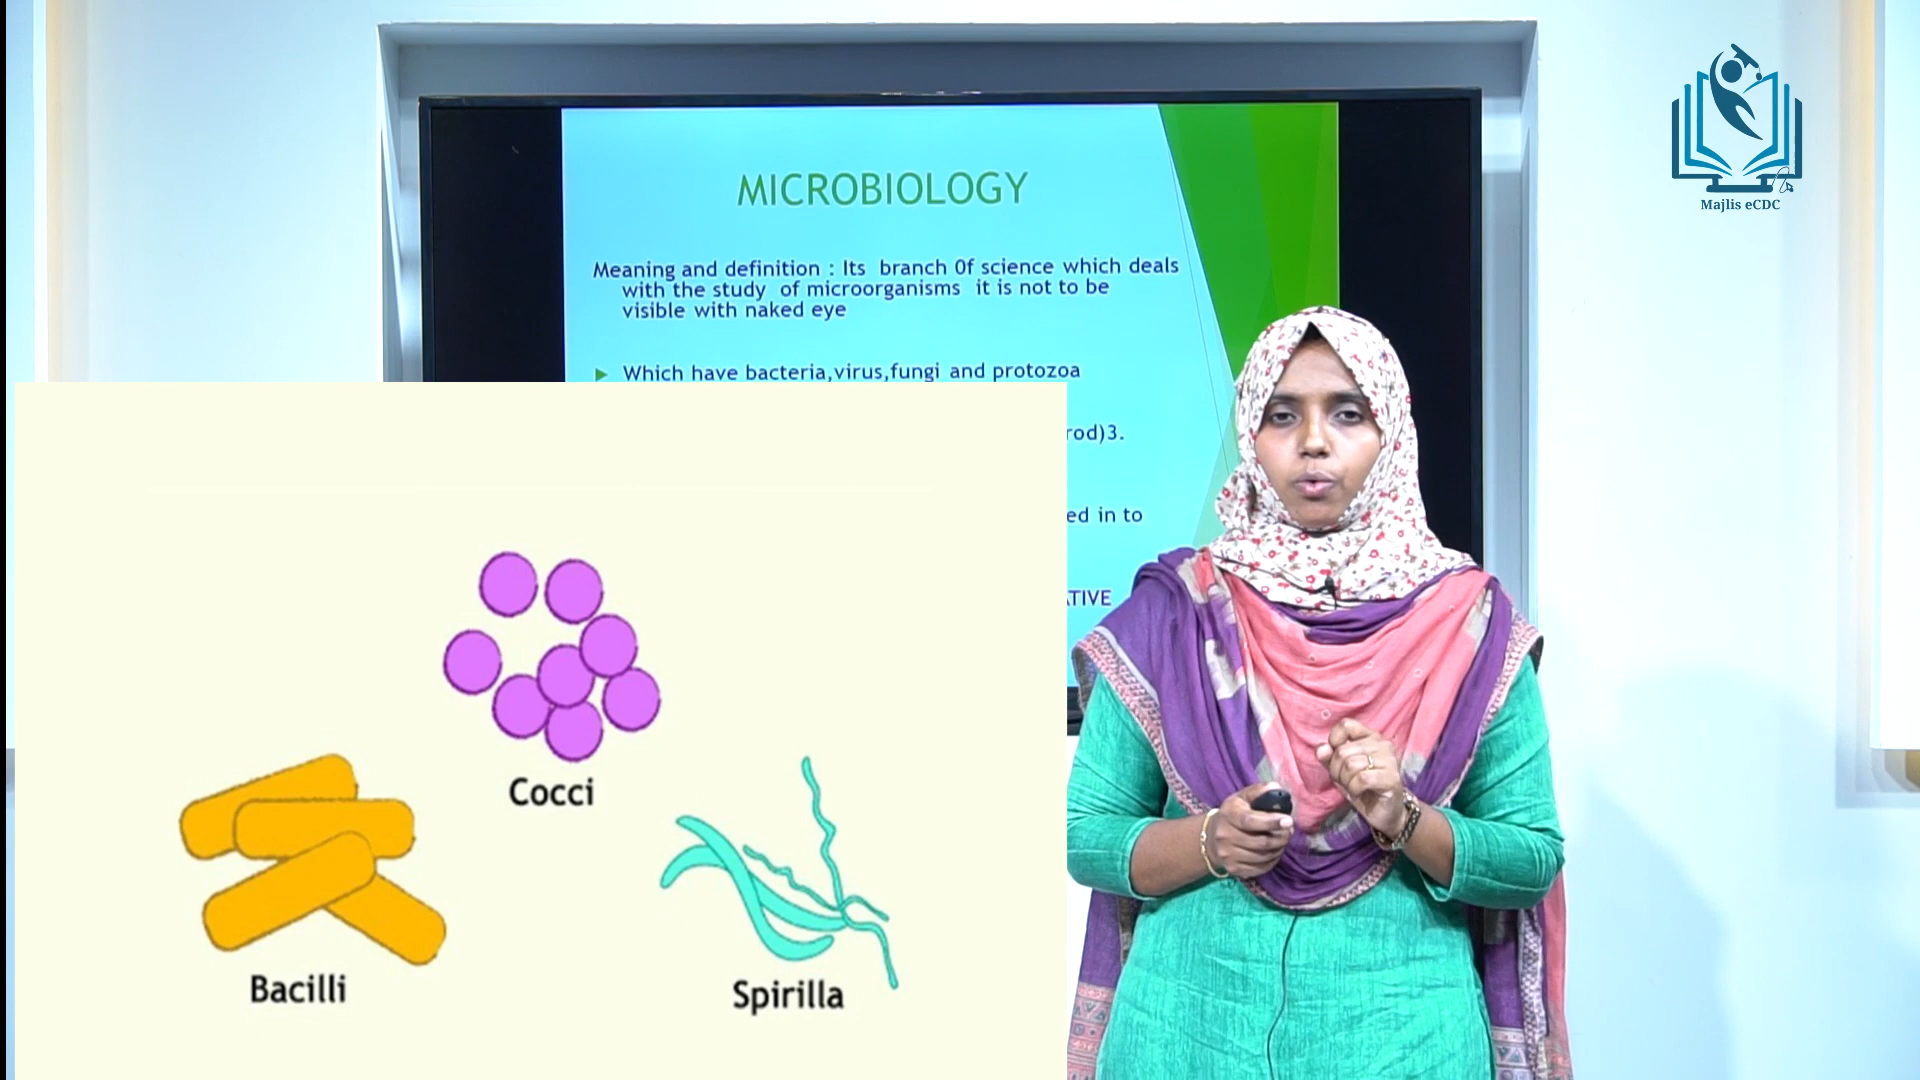 Majlis eCDC
MICROBIOLOGY
Meaning and definition : Its branch 0f science which deals
with the study of microorganisms it is not to be
visible with naked eye
Which have bacteria,virus,fungi and protozoa
rod)3.
ed in to
TIVE
Cocci
Bacilli
Spirilla